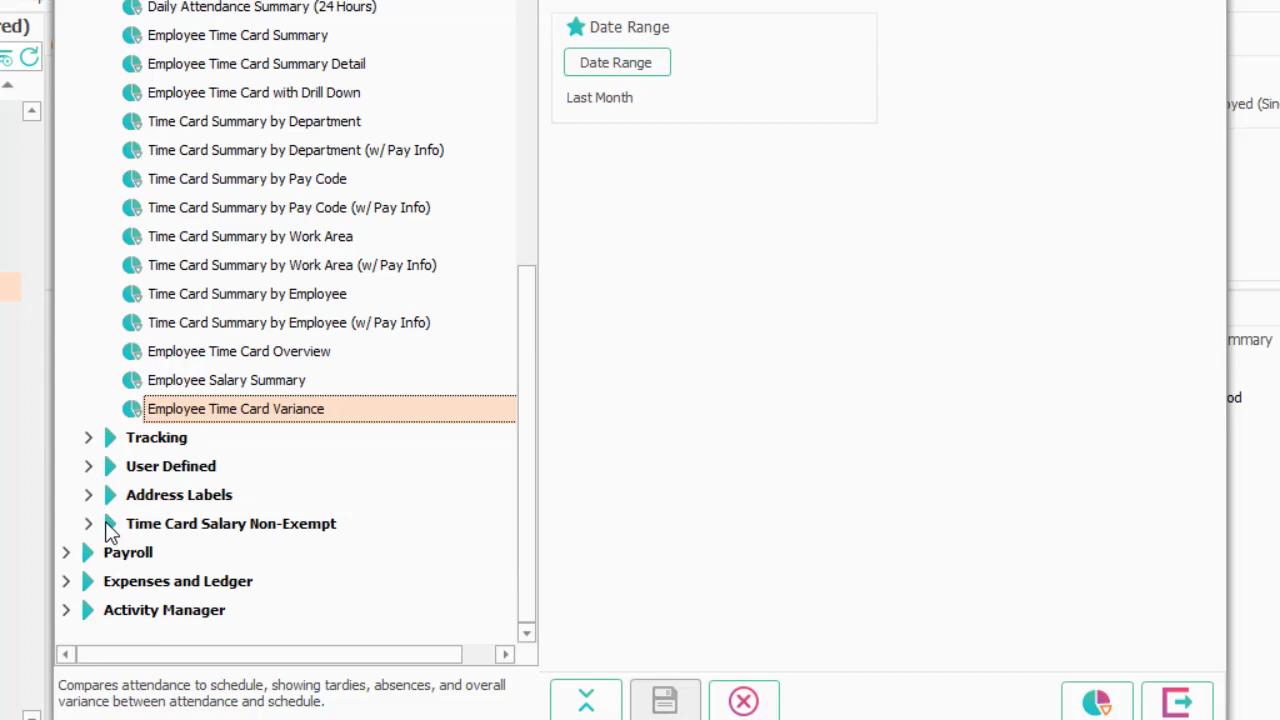 red)
Daily Attendance Summary (24 Hours)
Employee Time Card Summary
Employee Time Card Summary Detail
Employee Time Card with Drill Down
Time Card Summary by Department
Time Card Summary by Department (w/ Pay Info)
Time Card Summary by Pay Code
Time Card Summary by Pay Code (w/ Pay Info)
Time Card Summary by Work Area
Time Card Summary by Work Area (w/ Pay Info)
Time Card Summary by Employee
Time Card Summary by Employee (w/ Pay Info)
Employee Time Card Overview
Employee Salary Summary
Employee Time Card Variance
Tracking
User Defined
Address Labels
Time Card Salary Non-Exempt
Payroll
Expenses and Ledger
Activity Manager
Compares attendance to schedule, showing tardies, absences, and overall
variance between attendance and schedule.
Date Range
Date Range
Last Month
oyed (Sin
mmary
od